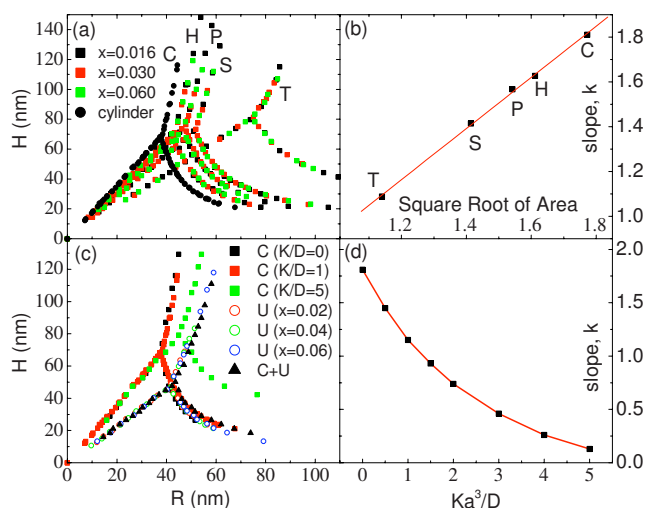 (a)
x=0.016
x=0.030
x=0.060
cylinder
C
H
P
S
T
H (nm)
140
120
100
80
60
40
20
0
(b)
T
S
P
H
C
Square Root of Area
1.2
1.4
1.6
1.8
slope, k
1.8
1.6
1.4
1.2
1.0
(c)
C (K/D=0)
C (K/D=1)
C (K/D=5)
U (x=0.02)
U (x=0.04)
U (x=0.06)
C+U
H (nm)
120
100
80
60
40
20
0
0
20
40
60
80
100
R (nm)
(d)
slope, k
2.0
1.5
1.0
0.5
0.0
0
1
2
3
4
5
Ka³/D